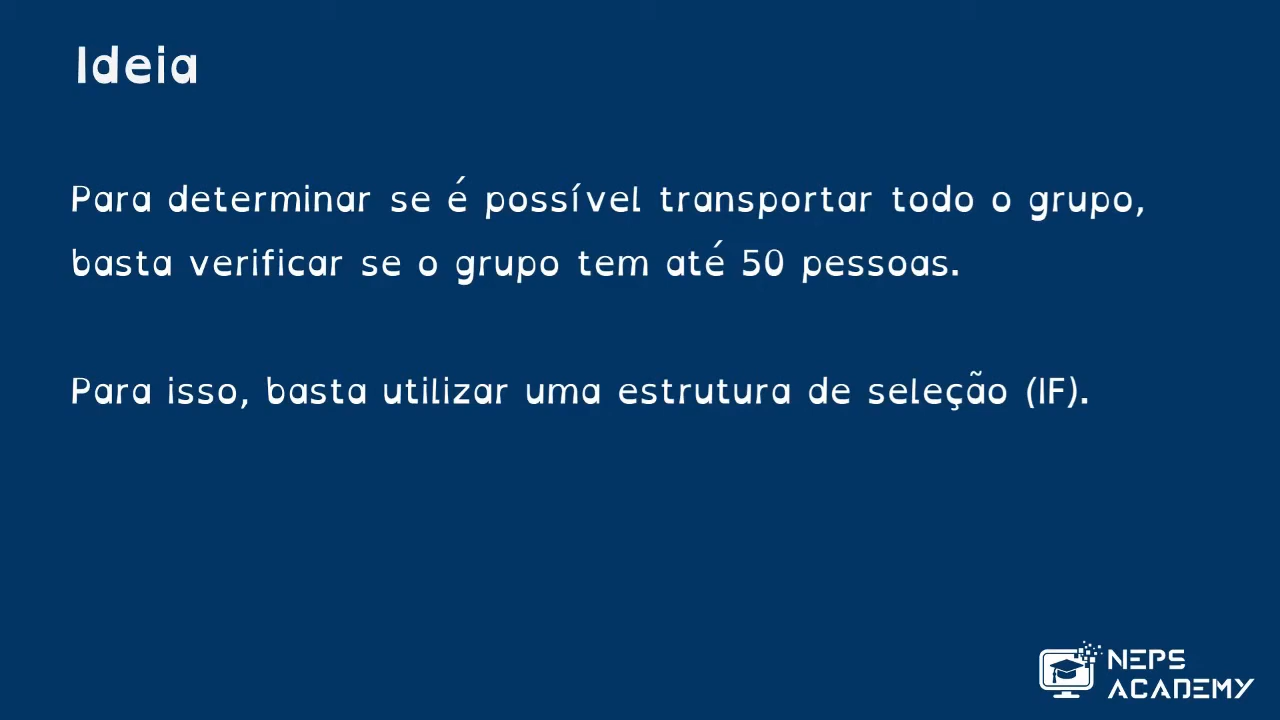 Ideia
Para determinar se é possível transportar todo o grupo,
basta verificar se o grupo tem até 50 pessoas.
Para isso, basta utilizar uma estrutura de seleção (IF).
NEPS
ACADEMY